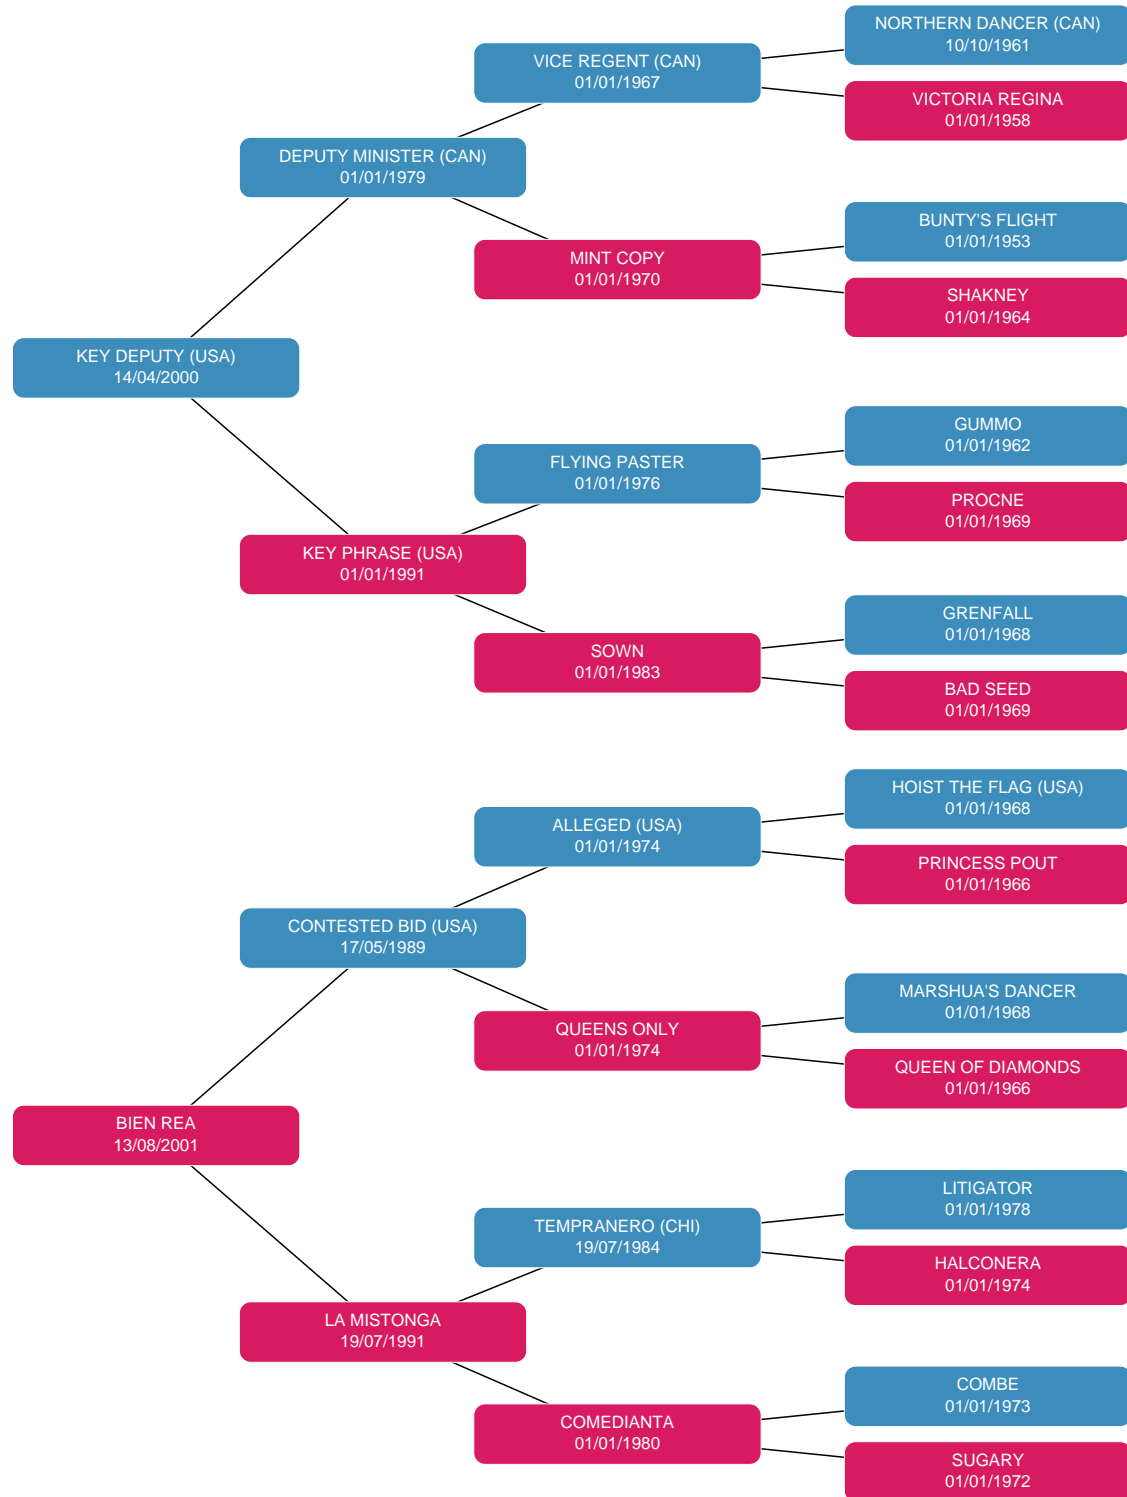 NORTHERN DANCER (CAN)
10/10/1961
VICE REGENT (CAN)
01/01/1967
VICTORIA REGINA
01/01/1958
DEPUTY MINISTER (CAN)
01/01/1979
BUNTY'S FLIGHT
01/01/1953
MINT COPY
01/01/1970
SHAKNEY
01/01/1964
KEY DEPUTY (USA)
14/04/2000
GUMMO
01/01/1962
FLYING PASTER
01/01/1976
PROCNE
01/01/1969
KEY PHRASE (USA)
01/01/1991
GRENFALL
01/01/1968
SOWN
01/01/1983
BAD SEED
01/01/1969
HOIST THE FLAG (USA)
01/01/1968
ALLEGED (USA)
01/01/1974
PRINCESS POUT
01/01/1966
CONTESTED BID (USA)
17/05/1989
MARSHUA'S DANCER
01/01/1968
QUEENS ONLY
01/01/1974
QUEEN OF DIAMONDS
01/01/1966
BIEN REA
13/08/2001
LITIGATOR
01/01/1978
TEMPRANERO (CHI)
19/07/1984
HALCONERA
01/01/1974
LA MISTONGA
19/07/1991
COMBE
01/01/1973
COMEDIANTA
01/01/1980
SUGARY
01/01/1972